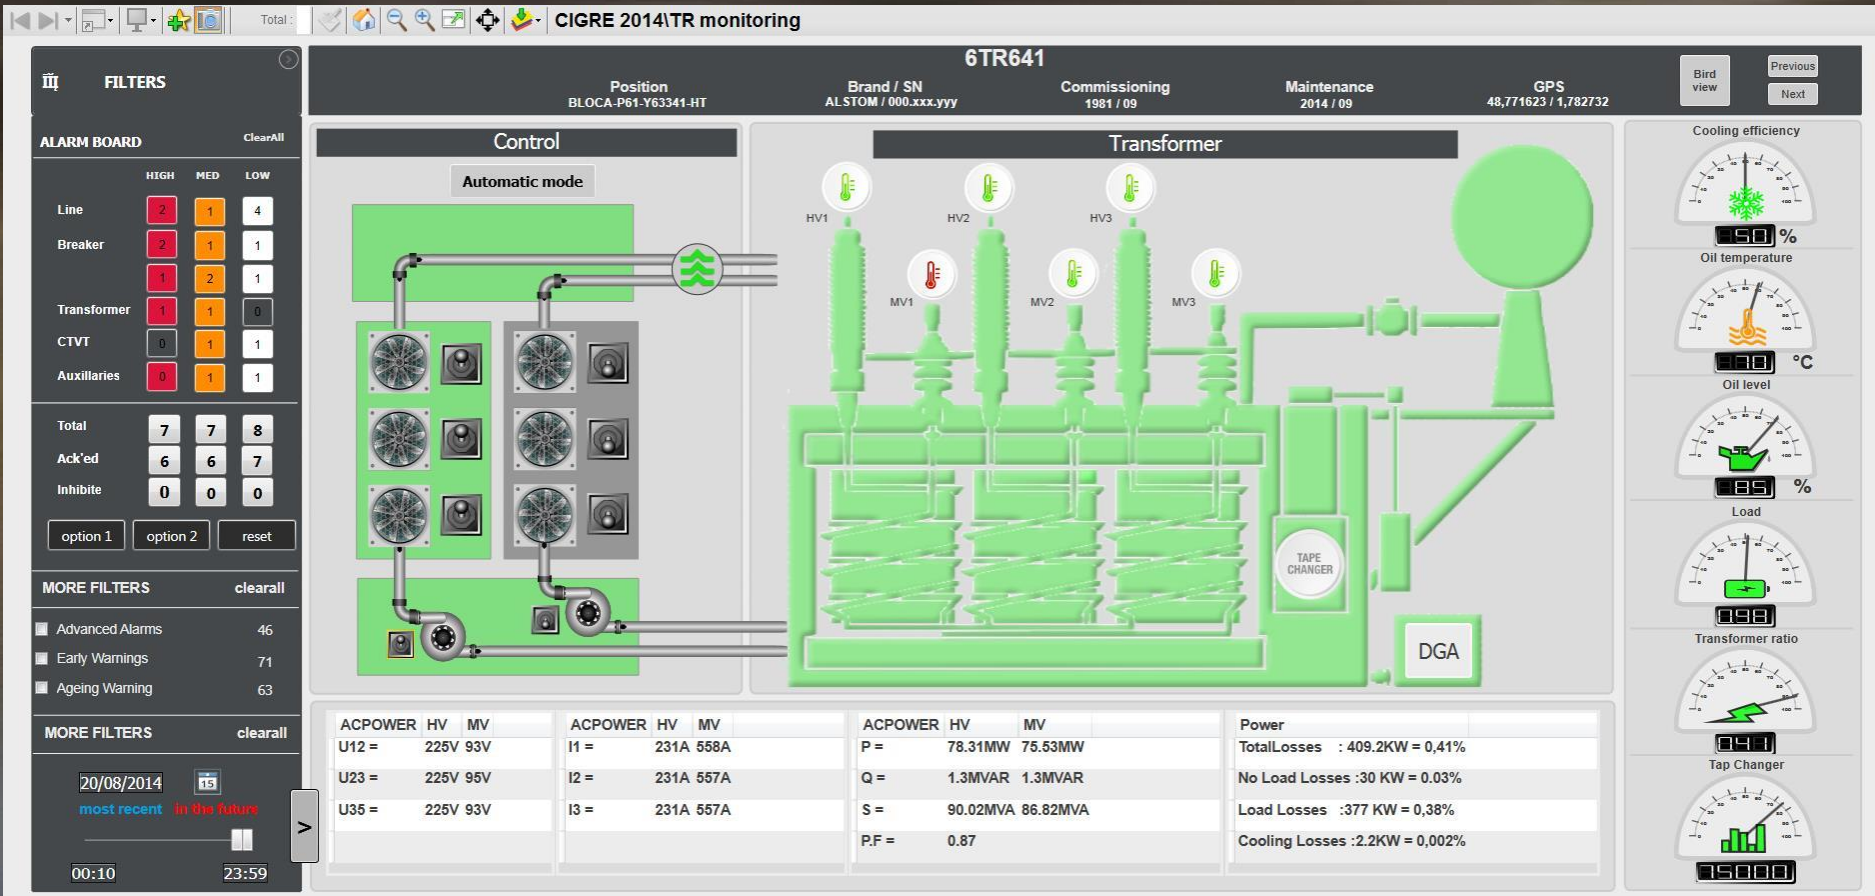 Total :
CIGRE 2014\TR monitoring
FILTERS
ALARM BOARD ClearAll
HIGH MED LOW
Line 2 1 4
Breaker 2 1 1
1 2 1
Transformer 1 1 0
CTVT 0 1 1
Auxillaries 0 1 1
Total 7 7 8
Ack'ed 6 6 7
Inhibite 0 0 0
option 1 option 2 reset
MORE FILTERS clearall
Advanced Alarms 46
Early Warnings 71
Ageing Warning 63
MORE FILTERS clearall
20/08/2014 15
most recent in the future
00:10 23:59
>
6TR641
Position Brand / SN Commissioning Maintenance GPS
BLOCA-P61-Y63341-HT ALSTOM / 000.xxx.yyy 1981 / 09 2014 / 09 48,771623 / 1,782732
Bird view
Previous
Next
Control
Automatic mode
Transformer
HV1 HV2 HV3
MV1 MV2 MV3
TAPE
CHANGER
DGA
ACPOWER HV MV
U12 = 225V 93V
U23 = 225V 95V
U35 = 225V 93V
ACPOWER HV MV
I1 = 231A 558A
I2 = 231A 557A
I3 = 231A 557A
ACPOWER HV MV
P = 78.31MW 75.53MW
Q = 1.3MVAR 1.3MVAR
S = 90.02MVA 86.82MVA
P.F = 0.87
Power
TotalLosses : 409.2KW = 0,41%
No Load Losses :30 KW = 0.03%
Load Losses :377 KW = 0,38%
Cooling Losses :2.2KW = 0,002%
Cooling efficiency
50 %
Oil temperature
70 °C
Oil level
85 %
Load
0.98
Transformer ratio
0.41
Tap Changer
15000